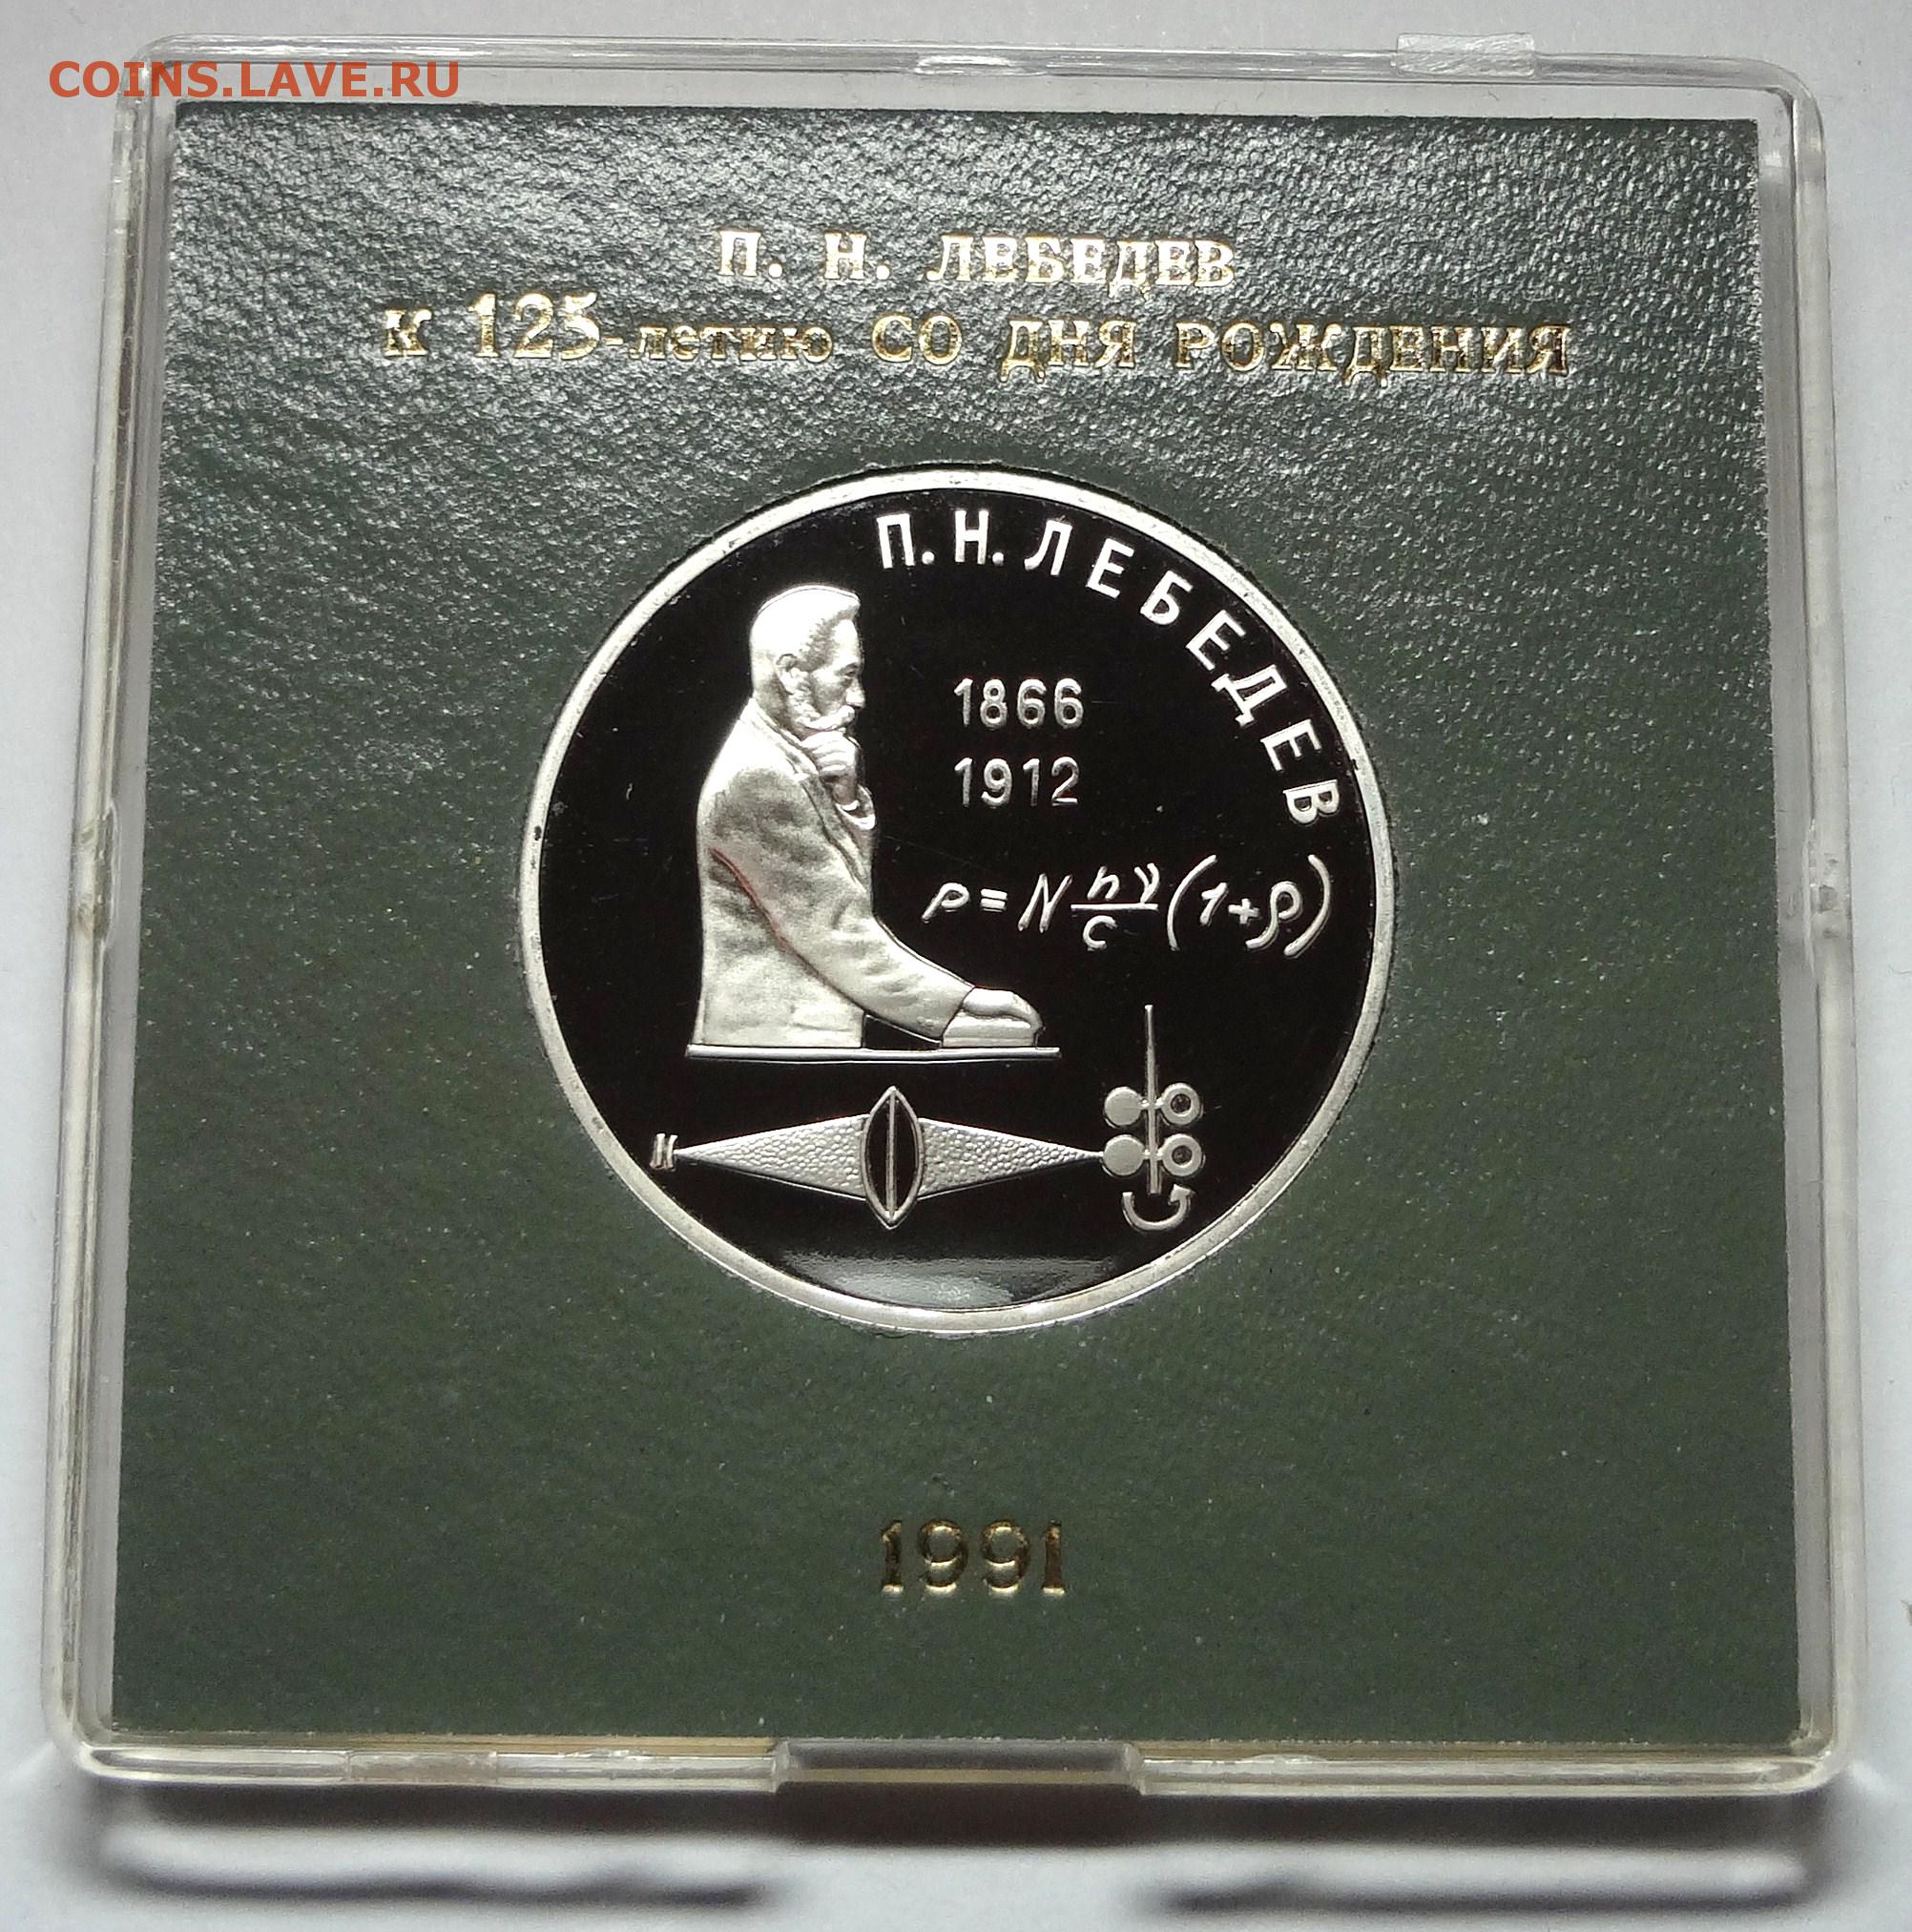 COINS.LAVE.RU
П. Н. ЛЕБЕДЕВ
К 125-летию СО ДНЯ РОЖДЕНИЯ
П.Н.ЛЕБЕДЕВ
1866
1912
p = N hν/c (1+ρ)
N
1991